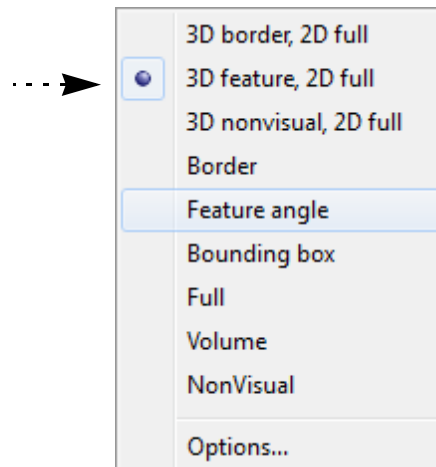 3D border, 2D full
3D feature, 2D full
3D nonvisual, 2D full
Border
Feature angle
Bounding box
Full
Volume
NonVisual
Options...